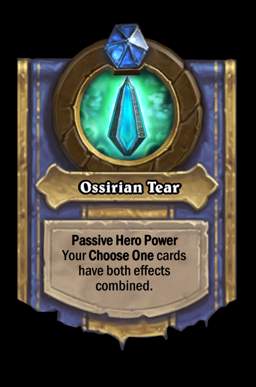 Ossirian Tear
Passive Hero Power
Your Choose One cards
have both effects
combined.